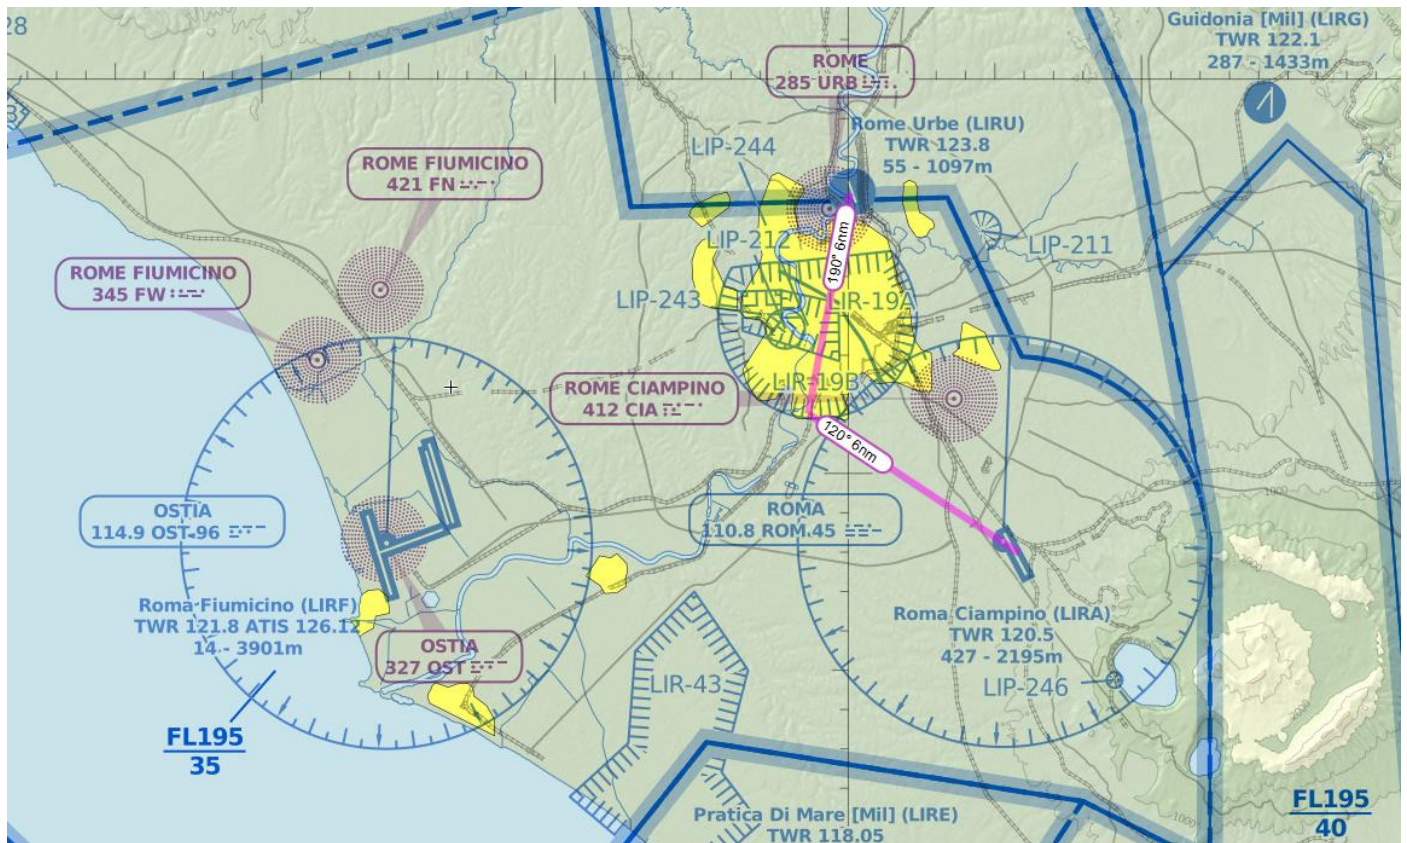 28
Guidonia [Mil] (LIRG)
TWR 122.1
287 - 1433m
ROME
285 URB
Rome Urbe (LIRU)
TWR 123.8
55 - 1097m
LIP-244
ROME FIUMICINO
421 FN
LIP-212
LIP-211
190° 6nm
ROME FIUMICINO
345 FW
LIP-243
LIR-19A
LIR-19B
ROME CIAMPINO
412 CIA
120° 6nm
OSTIA
114.9 OST-96
ROMA
110.8 ROM.45
Roma Fiumicino (LIRF)
TWR 121.8 ATIS 126.12
14 - 3901m
Roma Ciampino (LIRA)
TWR 120.5
427 - 2195m
OSTIA
327 OST
LIR-43
LIP-246
FL195
35
Pratica Di Mare [Mil] (LIRE)
TWR 118.05
FL195
40
1000